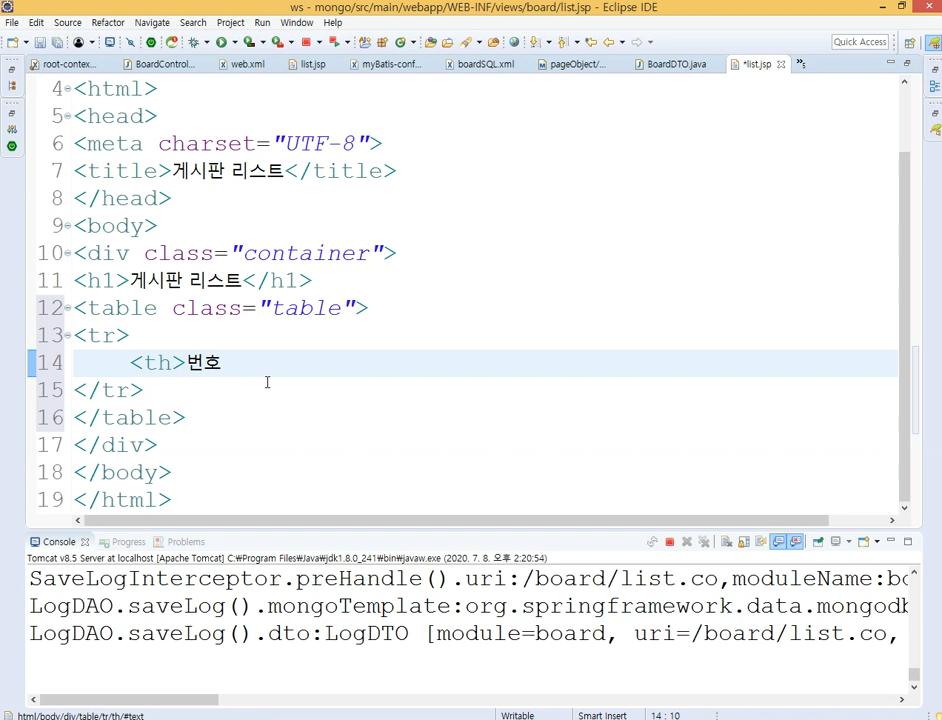 ws - mongo/src/main/webapp/WEB-INF/views/board/list.jsp - Eclipse IDE
File Edit Source Refactor Navigate Search Project Run Window Help
Quick Access
root-contex... BoardControl... web.xml list.jsp myBatis-conf... boardSQL.xml pageObject/... BoardDTO.java *list.jsp »5
4 <html>
5 <head>
6 <meta charset="UTF-8">
7 <title>게시판 리스트</title>
8 </head>
9 <body>
10 <div class="container">
11 <h1>게시판 리스트</h1>
12 <table class="table">
13 <tr>
14 <th>번호
15 </tr>
16 </table>
17 </div>
18 </body>
19 </html>
Console Progress Problems
Tomcat v8.5 Server at localhost [Apache Tomcat] C:₩Program Files₩Java₩jdk1.8.0_241₩bin₩javaw.exe (2020. 7. 8. 오후 2:20:54)
SaveLogInterceptor.preHandle().uri:/board/list.co,moduleName:bo
LogDAO.saveLog().mongoTemplate:org.springframework.data.mongodb
LogDAO.saveLog().dto:LogDTO [module=board, uri=/board/list.co,
html/body/div/table/tr/th/#text Writable Smart Insert 14 : 10